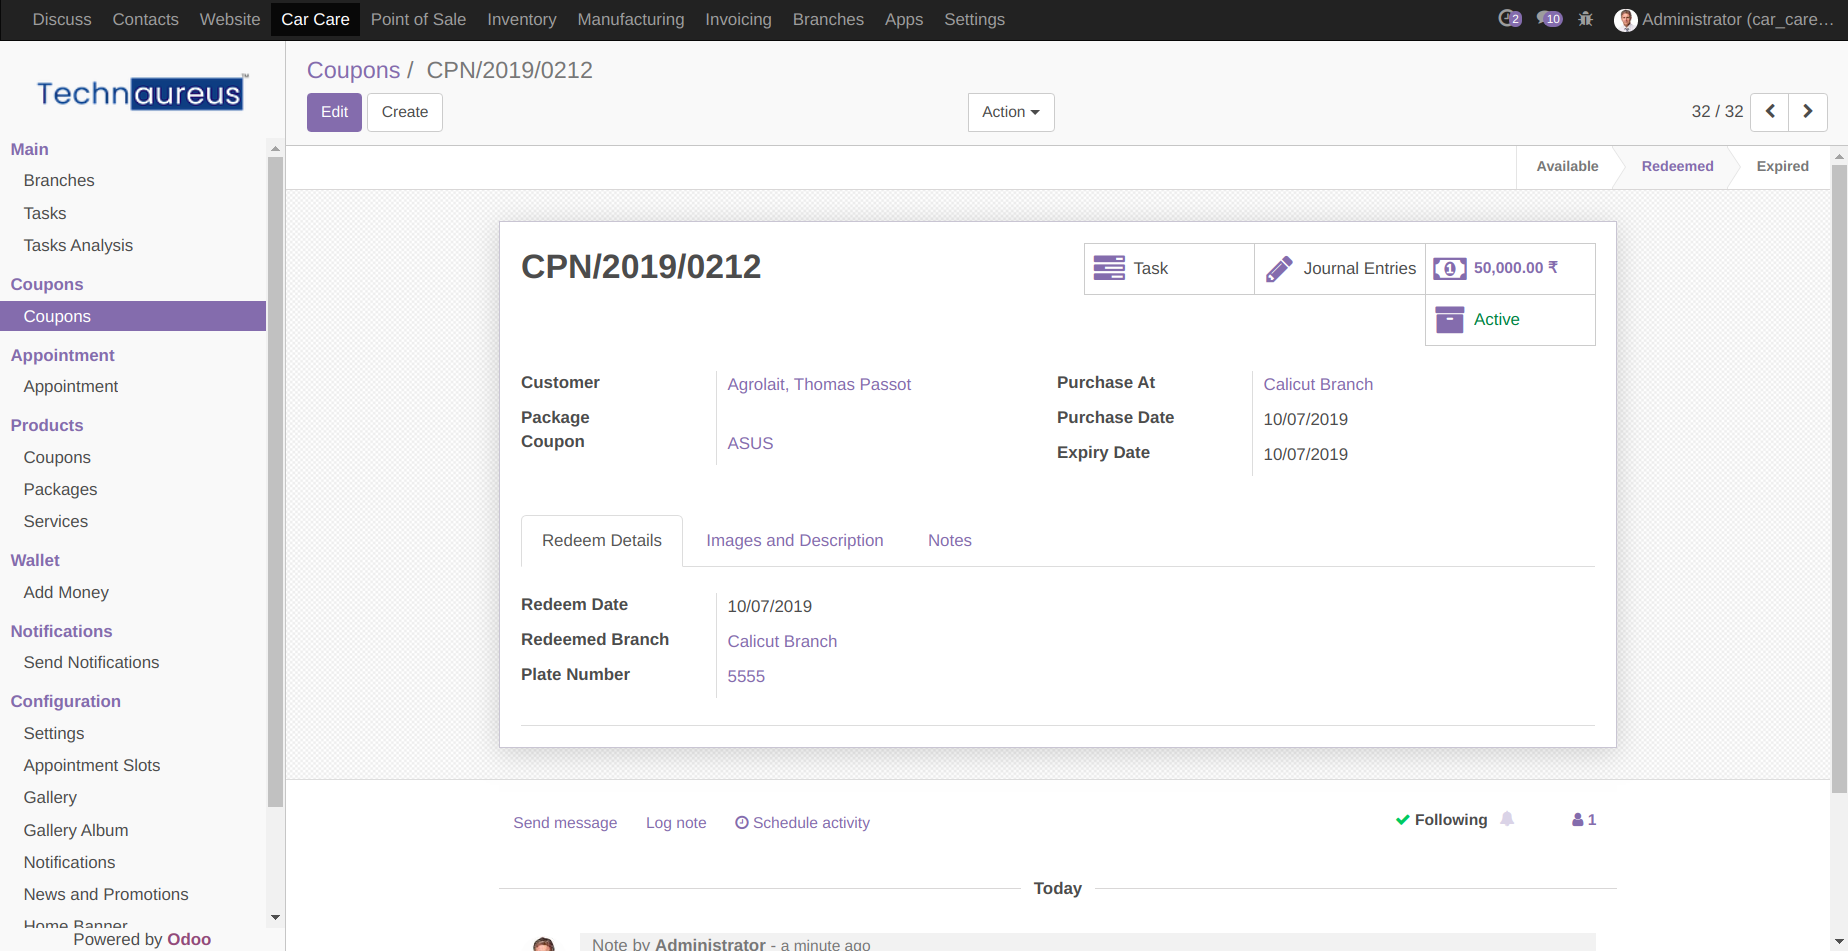 Discuss Contacts Website Car Care Point of Sale Inventory Manufacturing Invoicing Branches Apps Settings 2 10 Administrator (car_care…
Technaureus™
Main
Branches
Tasks
Tasks Analysis
Coupons
Coupons
Appointment
Appointment
Products
Coupons
Packages
Services
Wallet
Add Money
Notifications
Send Notifications
Configuration
Settings
Appointment Slots
Gallery
Gallery Album
Notifications
News and Promotions
Home Banner
Powered by Odoo
Coupons / CPN/2019/0212
Edit Create Action 32 / 32
Available Redeemed Expired
CPN/2019/0212
Task Journal Entries 50,000.00 ₹
Active
Customer Agrolait, Thomas Passot
Package
Coupon ASUS
Purchase At Calicut Branch
Purchase Date 10/07/2019
Expiry Date 10/07/2019
Redeem Details Images and Description Notes
Redeem Date 10/07/2019
Redeemed Branch Calicut Branch
Plate Number 5555
Send message Log note Schedule activity Following 1
Today
Note by Administrator - a minute ago